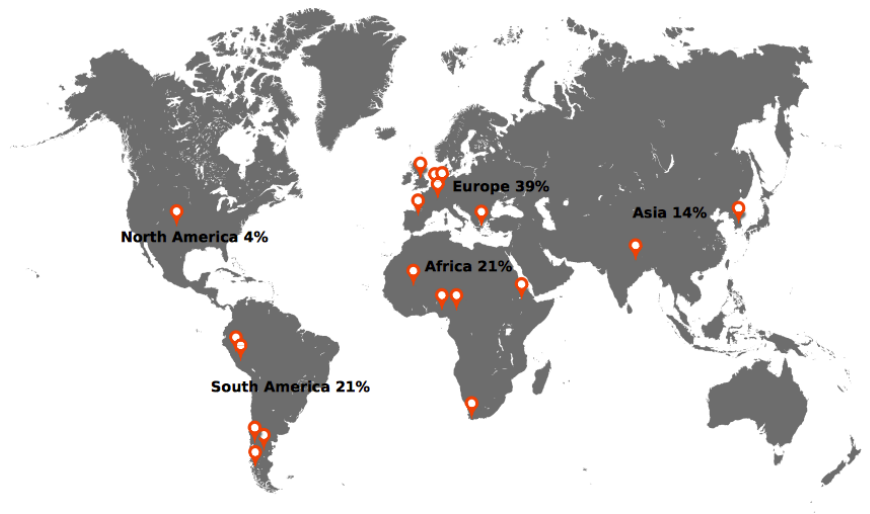 Europe 39%
Asia 14%
North America 4%
Africa 21%
South America 21%